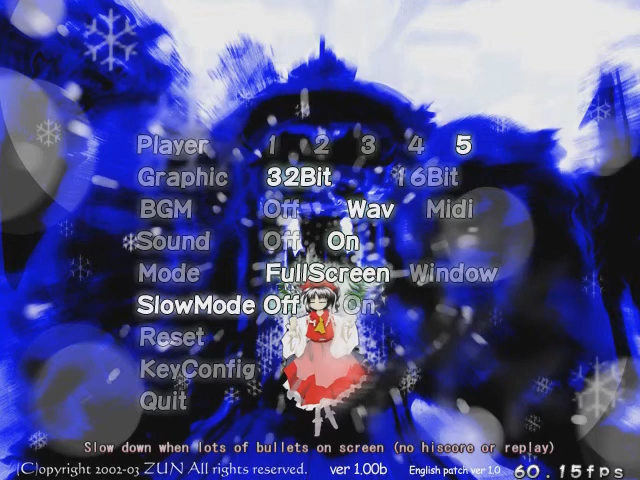 Player 1 2 3 4 5
Graphic 32Bit 16Bit
BGM Off Wav Midi
Sound Off On
Mode FullScreen Window
SlowMode Off On
Reset
KeyConfig
Quit
Slow down when lots of bullets on screen (no hiscore or replay)
(C)opyright 2002-03 ZUN All rights reserved. ver 1.00b English patch ver 1.0 60.15fps